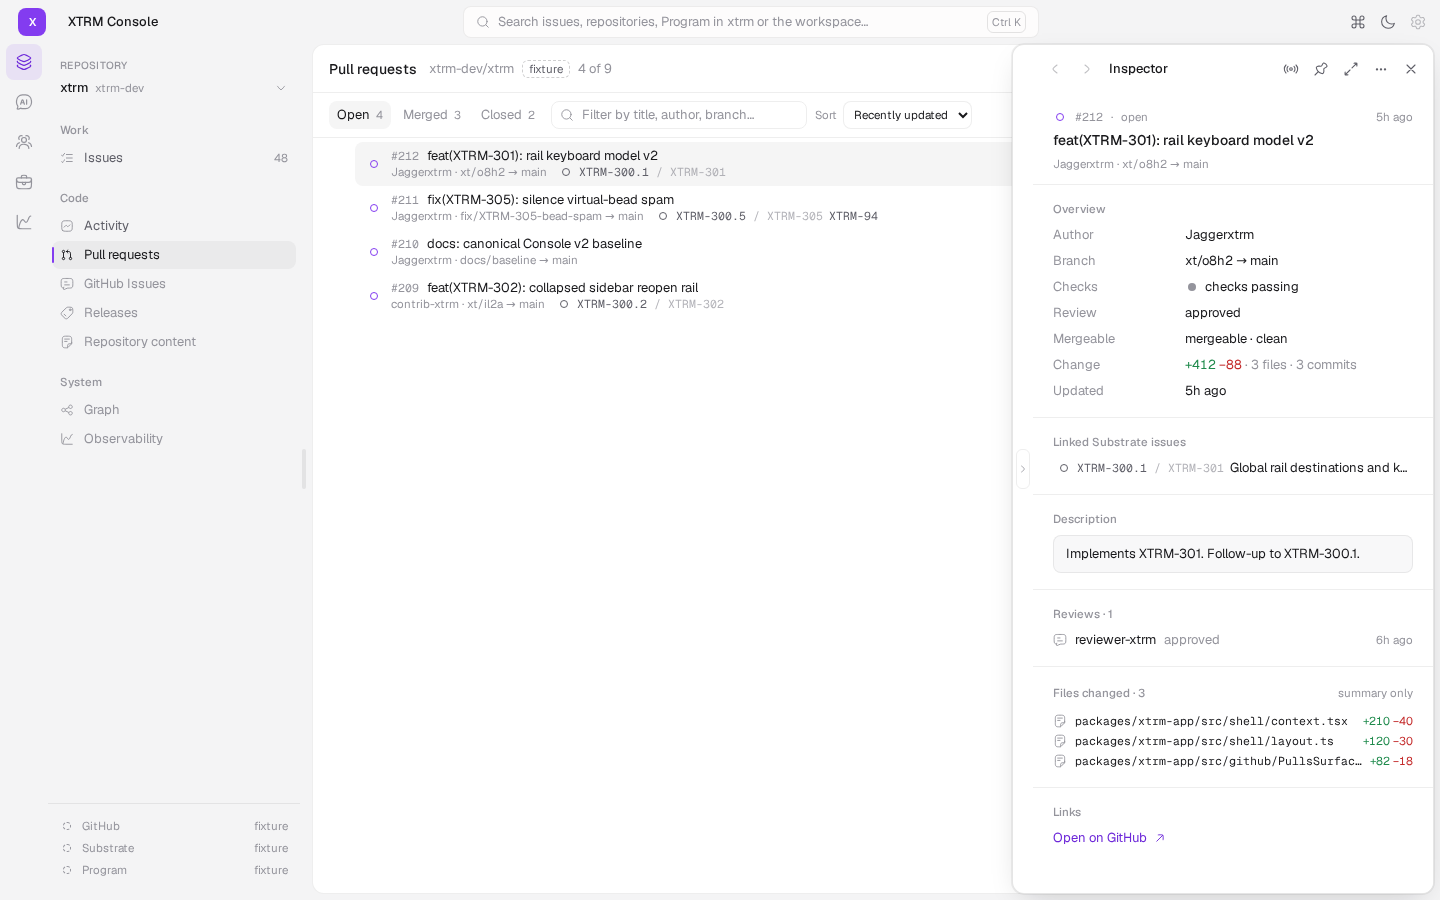 X XTRM Console
Search issues, repositories, Program in xtrm or the workspace... Ctrl K
REPOSITORY
xtrm xtrm-dev
Work
Issues 48
Code
Activity
Pull requests
GitHub Issues
Releases
Repository content
System
Graph
Observability
GitHub fixture
Substrate fixture
Program fixture
AI
Pull requests xtrm-dev/xtrm fixture 4 of 9
Open 4 Merged 3 Closed 2 Filter by title, author, branch... Sort Recently updated
#212 feat(XTRM-301): rail keyboard model v2
Jaggerxtrm · xt/o8h2 → main XTRM-300.1 / XTRM-301
#211 fix(XTRM-305): silence virtual-bead spam
Jaggerxtrm · fix/XTRM-305-bead-spam → main XTRM-300.5 / XTRM-305 XTRM-94
#210 docs: canonical Console v2 baseline
Jaggerxtrm · docs/baseline → main
#209 feat(XTRM-302): collapsed sidebar reopen rail
contrib-xtrm · xt/il2a → main XTRM-300.2 / XTRM-302
Inspector
#212 · open 5h ago
feat(XTRM-301): rail keyboard model v2
Jaggerxtrm · xt/o8h2 → main
Overview
Author Jaggerxtrm
Branch xt/o8h2 → main
Checks checks passing
Review approved
Mergeable mergeable · clean
Change +412 −88 · 3 files · 3 commits
Updated 5h ago
Linked Substrate issues
XTRM-300.1 / XTRM-301 Global rail destinations and k...
Description
Implements XTRM-301. Follow-up to XTRM-300.1.
Reviews · 1
reviewer-xtrm approved 6h ago
Files changed · 3 summary only
packages/xtrm-app/src/shell/context.tsx +210 −40
packages/xtrm-app/src/shell/layout.ts +120 −30
packages/xtrm-app/src/github/PullsSurfac... +82 −18
Links
Open on GitHub